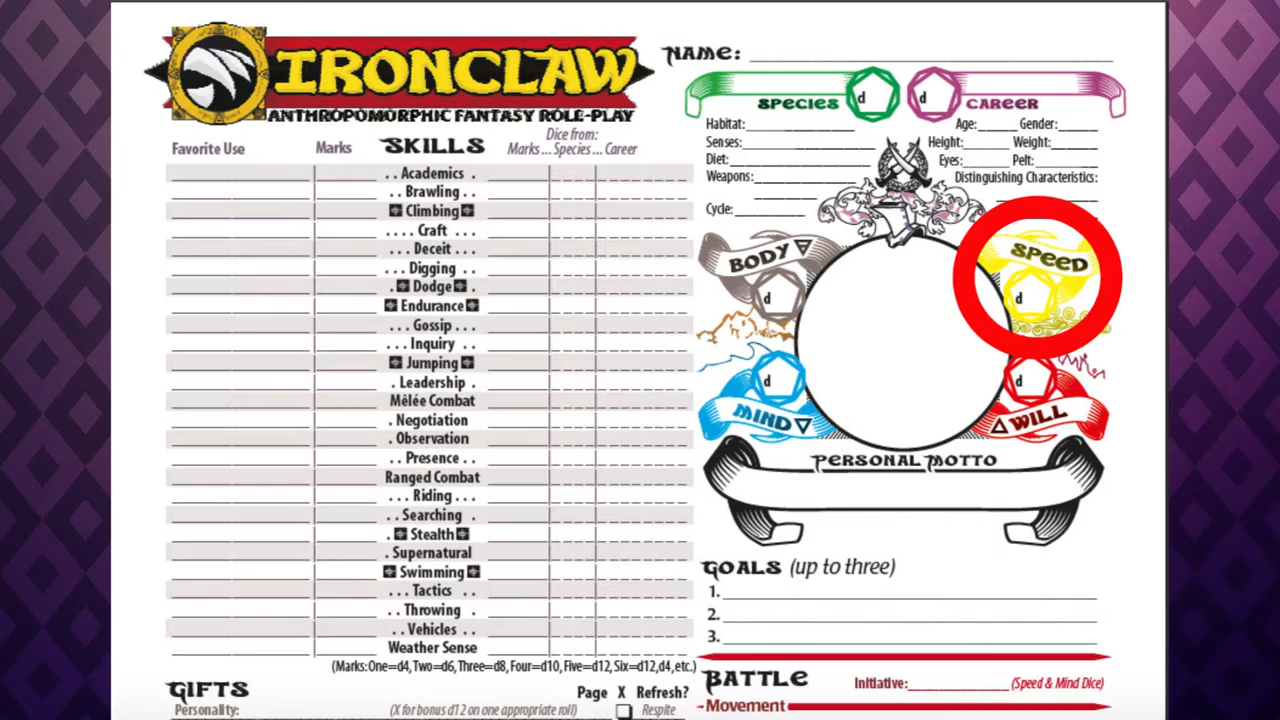 IRONCLAW
ANTHROPOMORPHIC FANTASY ROLE-PLAY
Favorite Use Marks SKILLS Dice from:
Marks ... Species ... Career
. . Academics .
. . Brawling . .
Climbing
. . . . Craft . . .
. . . Deceit . .
. . . Digging . .
. Dodge .
Endurance
. . . Gossip . .
. . . Inquiry .
Jumping
. Leadership .
Mêlée Combat
. Negotiation
. Observation
. . Presence . .
Ranged Combat
. . . Riding . . .
. . Searching .
. Stealth
. Supernatural
Swimming
. . . Tactics . .
. . Throwing .
. . Vehicles . .
Weather Sense
(Marks: One=d4, Two=d6, Three=d8, Four=d10, Five=d12, Six=d12,d4, etc.)
GIFTS Page X Refresh?
Personality: (X for bonus d12 on one appropriate roll) Respite
NAME:
SPECIES d d CAREER
Habitat: Age: Gender:
Senses: Height: Weight:
Diet: Eyes: Pelt:
Weapons: Distinguishing Characteristics:
Cycle:
BODY SPEED
d d
d d
MIND WILL
PERSONAL MOTTO
GOALS (up to three)
1.
2.
3.
BATTLE Initiative: (Speed & Mind Dice)
Movement